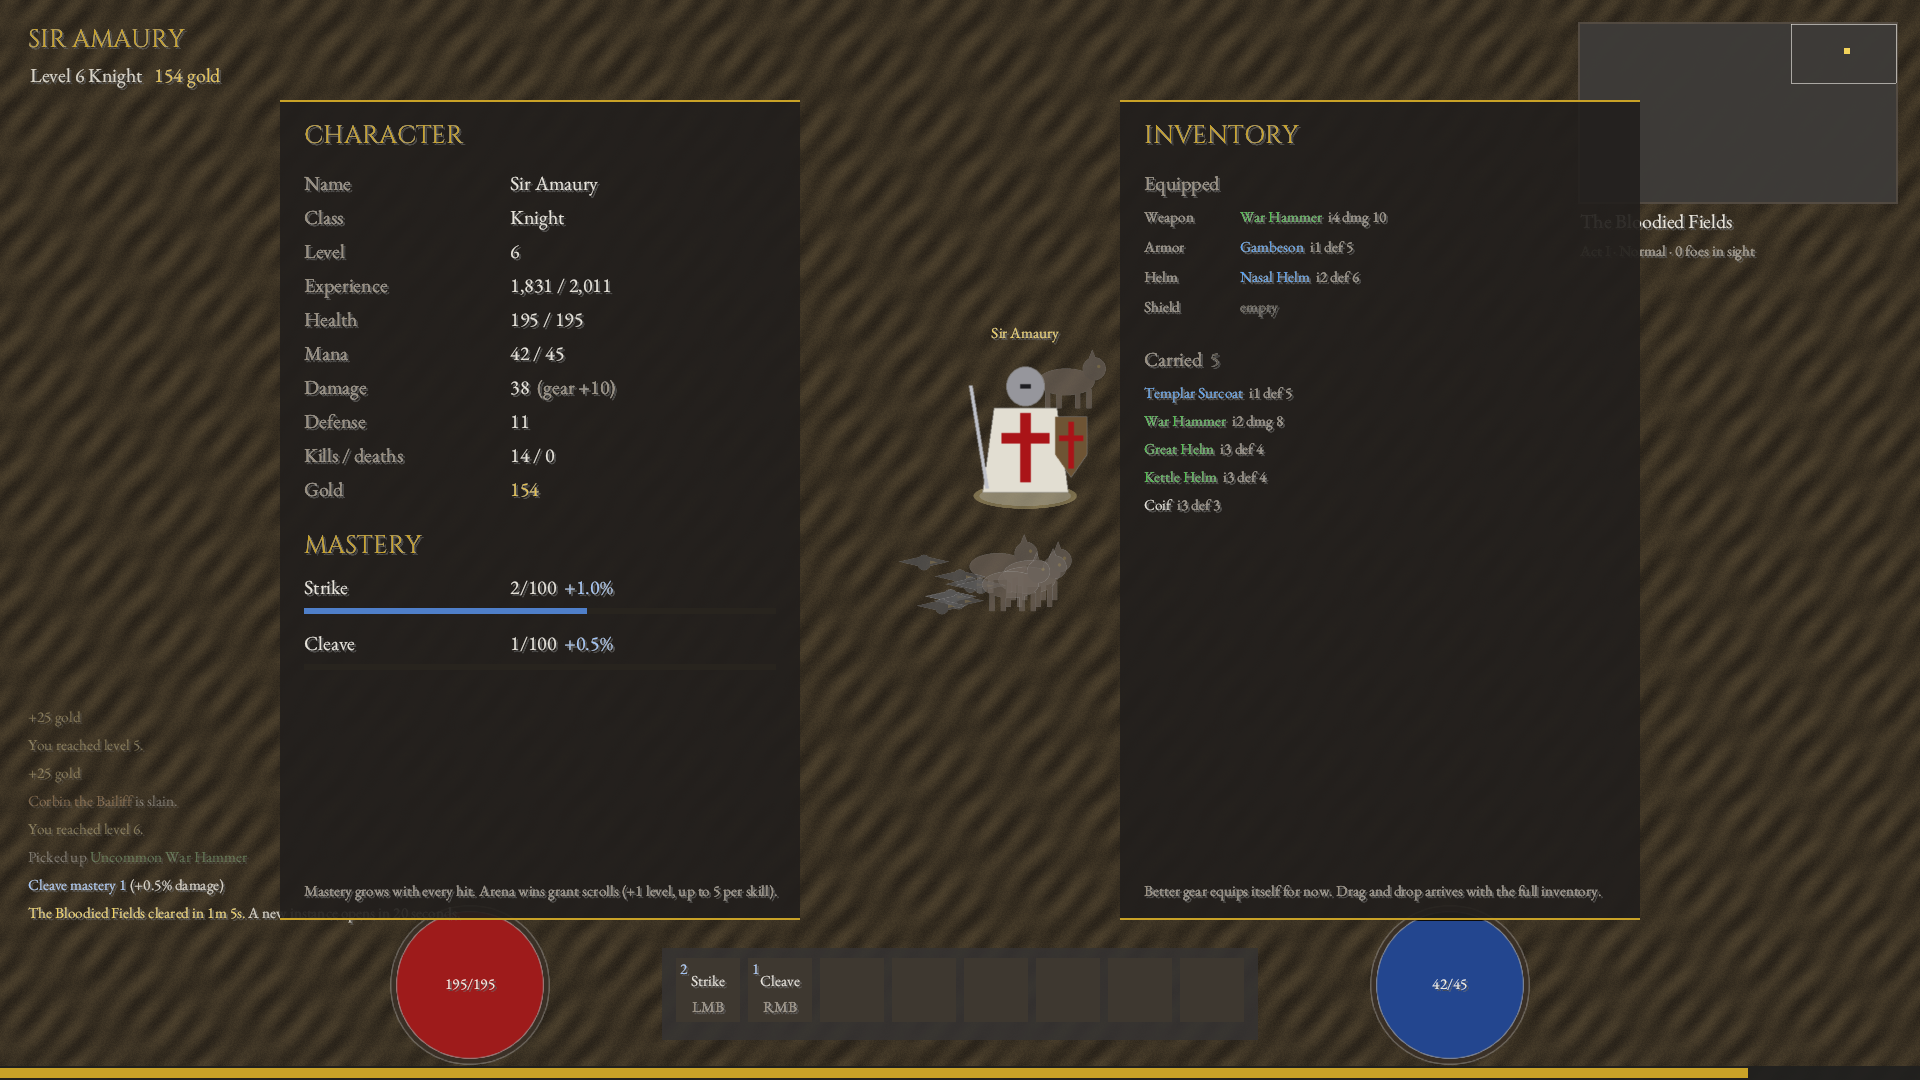 SIR AMAURY
Level 6 Knight 154 gold
CHARACTER
Name Sir Amaury
Class Knight
Level 6
Experience 1,831 / 2,011
Health 195 / 195
Mana 42 / 45
Damage 38 (gear +10)
Defense 11
Kills / deaths 14 / 0
Gold 154
MASTERY
Strike 2/100 +1.0%
Cleave 1/100 +0.5%
Mastery grows with every hit. Arena wins grant scrolls (+1 level, up to 5 per skill).
Sir Amaury
INVENTORY
Equipped
Weapon War Hammer i4 dmg 10
Armor Gambeson i1 def 5
Helm Nasal Helm i2 def 6
Shield empty
Carried 5
Templar Surcoat i1 def 5
War Hammer i2 dmg 8
Great Helm i3 def 4
Kettle Helm i3 def 4
Coif i3 def 3
Better gear equips itself for now. Drag and drop arrives with the full inventory.
The Bloodied Fields
Act I · Normal · 0 foes in sight
+25 gold
You reached level 5.
+25 gold
Corbin the Bailiff is slain.
You reached level 6.
Picked up Uncommon War Hammer
Cleave mastery 1 (+0.5% damage)
The Bloodied Fields cleared in 1m 5s. A new instance opens in 20 seconds.
195/195
2 Strike LMB
1 Cleave RMB
42/45